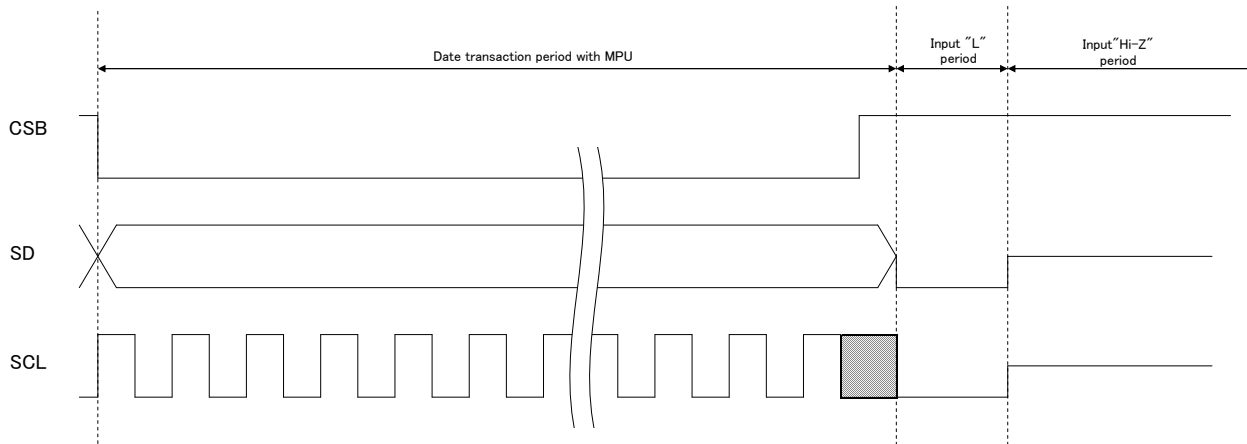 Date transaction period with MPU
Input "L"
period
Input"Hi-Z"
period
CSB
SD
SCL